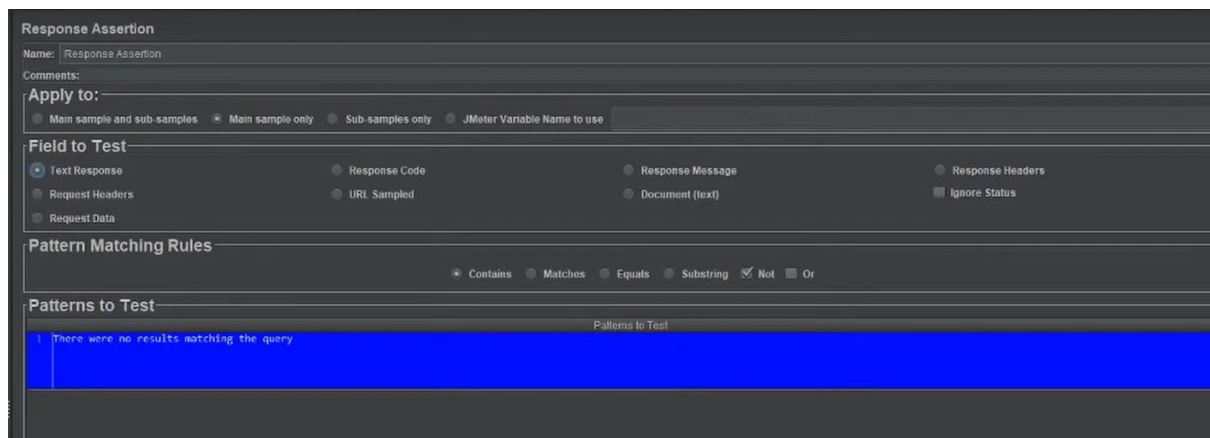 Response Assertion
Name: Response Assertion
Comments:
Apply to:
Main sample and sub-samples Main sample only Sub-samples only JMeter Variable Name to use
Field to Test
Text Response Response Code Response Message Response Headers
Request Headers URL Sampled Document (text) Ignore Status
Request Data
Pattern Matching Rules
Contains Matches Equals Substring Not Or
Patterns to Test
Patterns to Test
1 There were no results matching the query